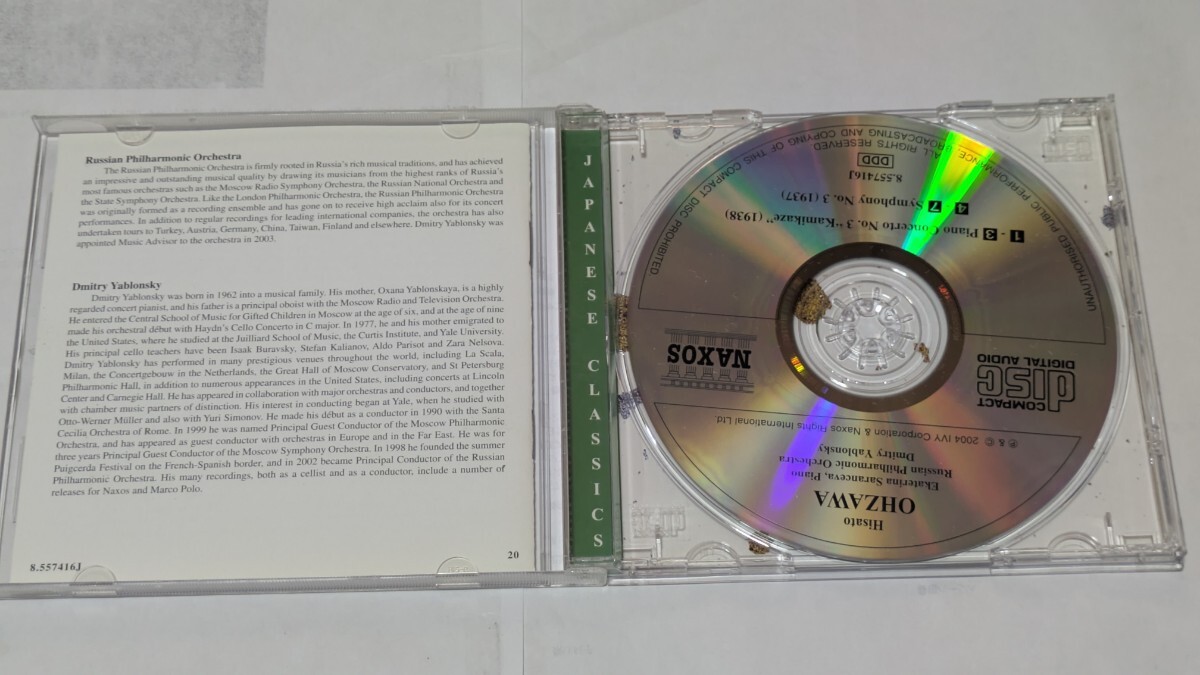 Russian Philharmonic Orchestra
The Russian Philharmonic Orchestra is firmly rooted in Russia's rich musical traditions, and has achieved
an impressive and outstanding musical quality by drawing its musicians from the highest ranks of Russia's
most famous orchestras such as the Moscow Radio Symphony Orchestra, the Russian National Orchestra and
the State Symphony Orchestra. Like the London Philharmonic Orchestra, the Russian Philharmonic Orchestra
was originally formed as a recording ensemble and has gone on to receive high acclaim also for its concert
performances. In addition to regular recordings for leading international companies, the orchestra has also
undertaken tours to Turkey, Austria, Germany, China, Taiwan, Finland and elsewhere. Dmitry Yablonsky was
appointed Music Advisor to the orchestra in 2003.
Dmitry Yablonsky
Dmitry Yablonsky was born in 1962 into a musical family. His mother, Oxana Yablonskaya, is a highly
regarded concert pianist, and his father is a principal oboist with the Moscow Radio and Television Orchestra.
He entered the Central School of Music for Gifted Children in Moscow at the age of six, and at the age of nine
made his orchestral début with Haydn's Cello Concerto in C major. In 1977, he and his mother emigrated to
the United States, where he studied at the Juilliard School of Music, the Curtis Institute, and Yale University.
His principal cello teachers have been Isaak Buravsky, Stefan Kalianov, Aldo Parisot and Zara Nelsova.
Dmitry Yablonsky has performed in many prestigious venues throughout the world, including La Scala,
Milan, the Concertgebouw in the Netherlands, the Great Hall of Moscow Conservatory, and St Petersburg
Philharmonic Hall, in addition to numerous appearances in the United States, including concerts at Lincoln
Center and Carnegie Hall. He has appeared in collaboration with major orchestras and conductors, and together
with chamber music partners of distinction. His interest in conducting began at Yale, when he studied with
Otto-Werner Müller and also with Yuri Simonov. He made his début as a conductor in 1990 with the Santa
Cecilia Orchestra of Rome. In 1999 he was named Principal Guest Conductor of the Moscow Philharmonic
Orchestra, and has appeared as guest conductor with orchestras in Europe and in the Far East. He was for
three years Principal Guest Conductor of the Moscow Symphony Orchestra. In 1998 he founded the summer
Puigcerda Festival on the French-Spanish border, and in 2002 became Principal Conductor of the Russian
Philharmonic Orchestra. His many recordings, both as a cellist and as a conductor, include a number of
releases for Naxos and Marco Polo.
8.557416J
20
JAPANESE CLASSICS
Hisato
OHZAWA
Ekaterina Saranceva, Piano
Russian Philharmonic Orchestra
Dmitry Yablonsky
℗ & © 2004 IVY Corporation & Naxos Rights International Ltd.
COMPACT
disc
DIGITAL AUDIO
NAXOS
1 - 3 Piano Concerto No. 3 "Kamikaze" (1938)
4 - 7 Symphony No. 3 (1937)
8.557416J
DDD
ALL RIGHTS RESERVED
UNAUTHORISED PUBLIC PERFORMANCE, BROADCASTING AND COPYING OF THIS COMPACT DISC PROHIBITED